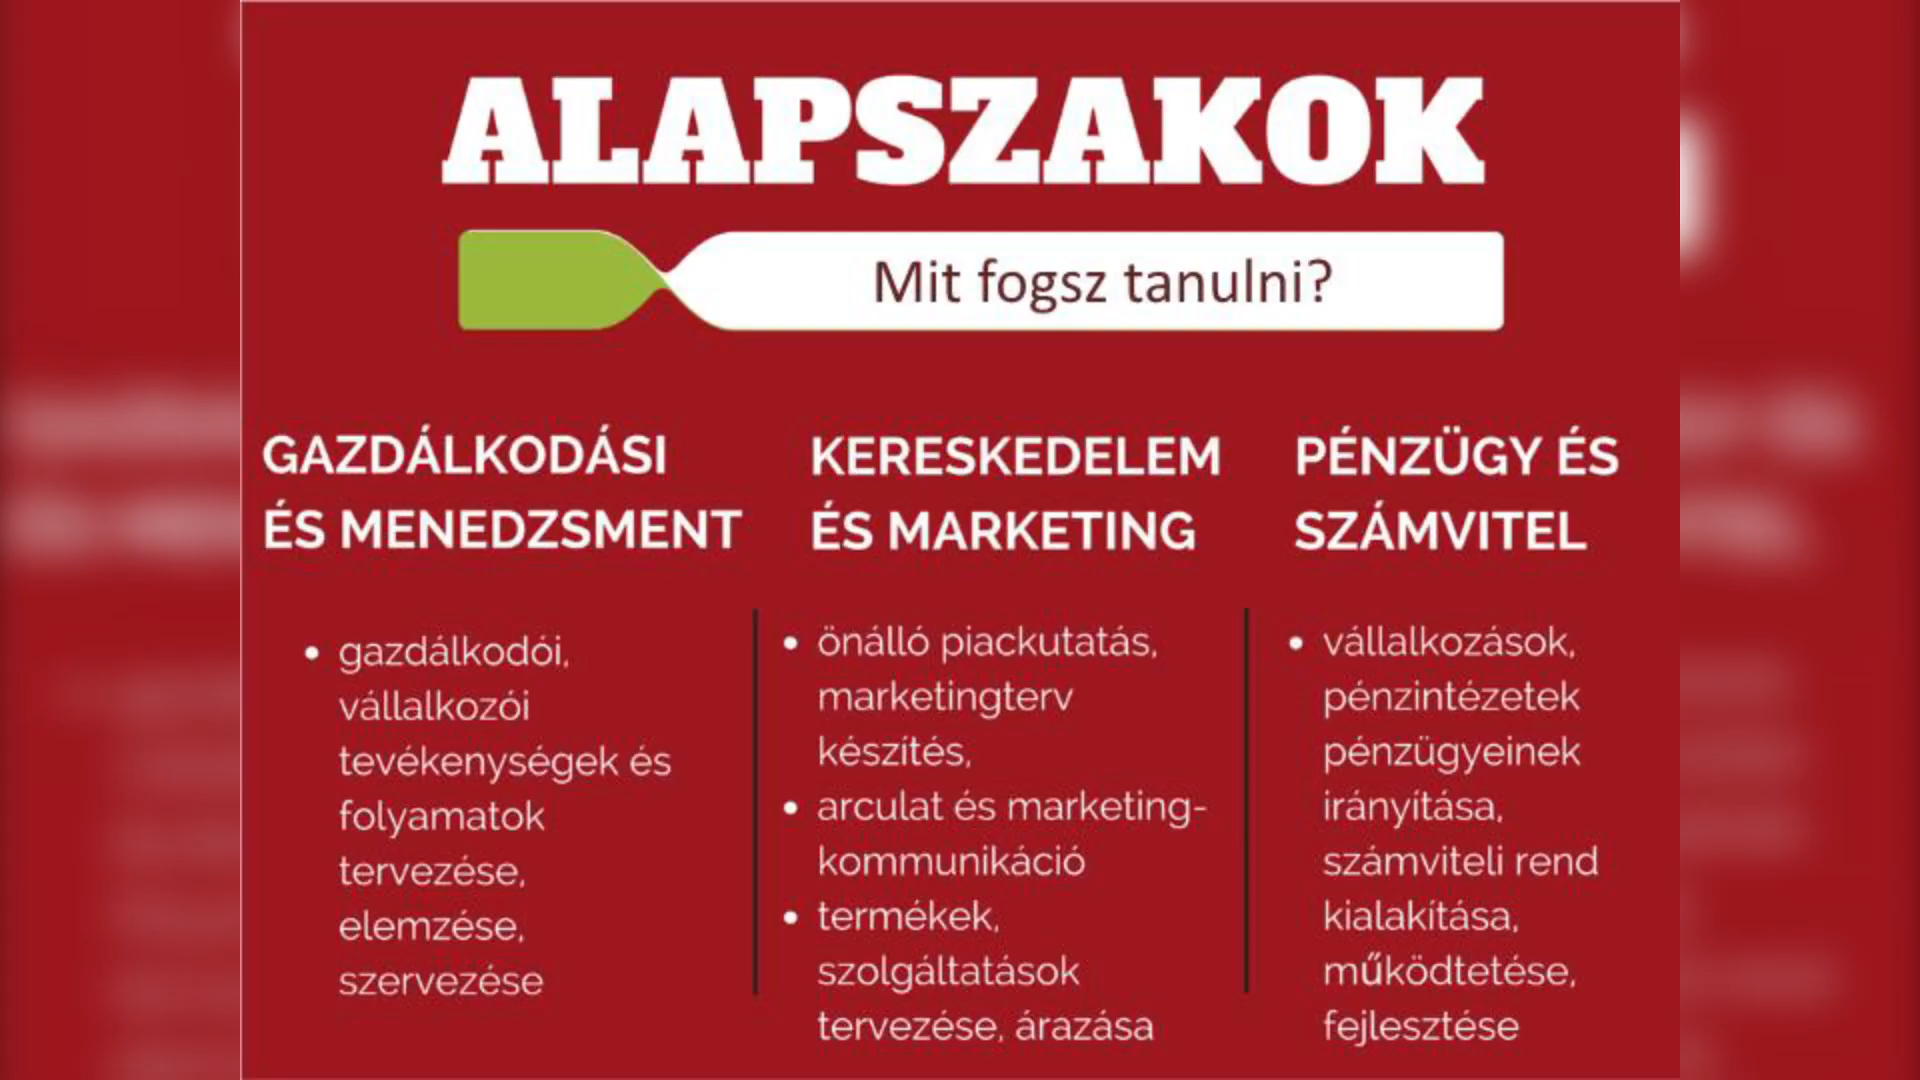 ALAPSZAKOK
Mit fogsz tanulni?
GAZDÁLKODÁSI
ÉS MENEDZSMENT
• gazdálkodói,
vállalkozói
tevékenységek és
folyamatok
tervezése,
elemzése,
szervezése
KERESKEDELEM
ÉS MARKETING
• önálló piackutatás,
marketingterv
készítés,
• arculat és marketing-
kommunikáció
• termékek,
szolgáltatások
tervezése, árazása
PÉNZÜGY ÉS
SZÁMVITEL
• vállalkozások,
pénzintézetek
pénzügyeinek
irányítása,
számviteli rend
kialakítása,
működtetése,
fejlesztése